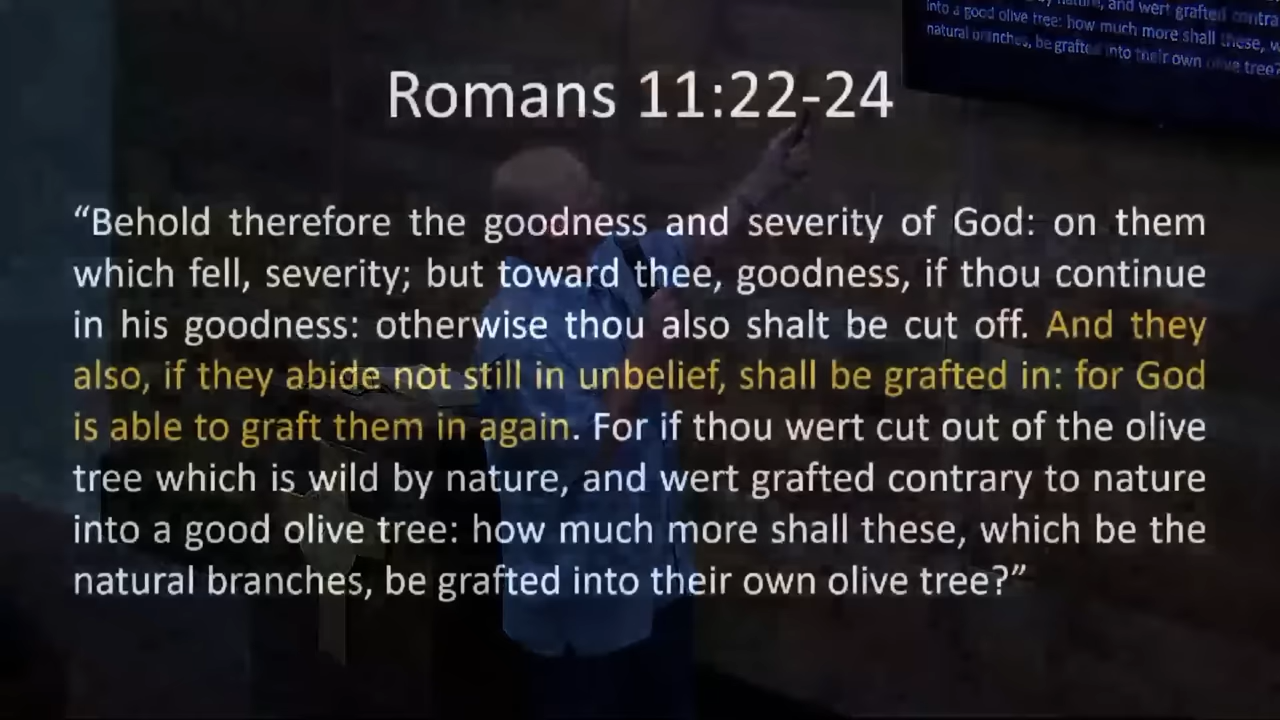 by nature, and wert grafted contra
into a good olive tree: how much more shall these, w
natural branches, be grafted into their own olive tree?
Romans 11:22-24
“Behold therefore the goodness and severity of God: on them
which fell, severity; but toward thee, goodness, if thou continue
in his goodness: otherwise thou also shalt be cut off. And they
also, if they abide not still in unbelief, shall be grafted in: for God
is able to graft them in again. For if thou wert cut out of the olive
tree which is wild by nature, and wert grafted contrary to nature
into a good olive tree: how much more shall these, which be the
natural branches, be grafted into their own olive tree?”